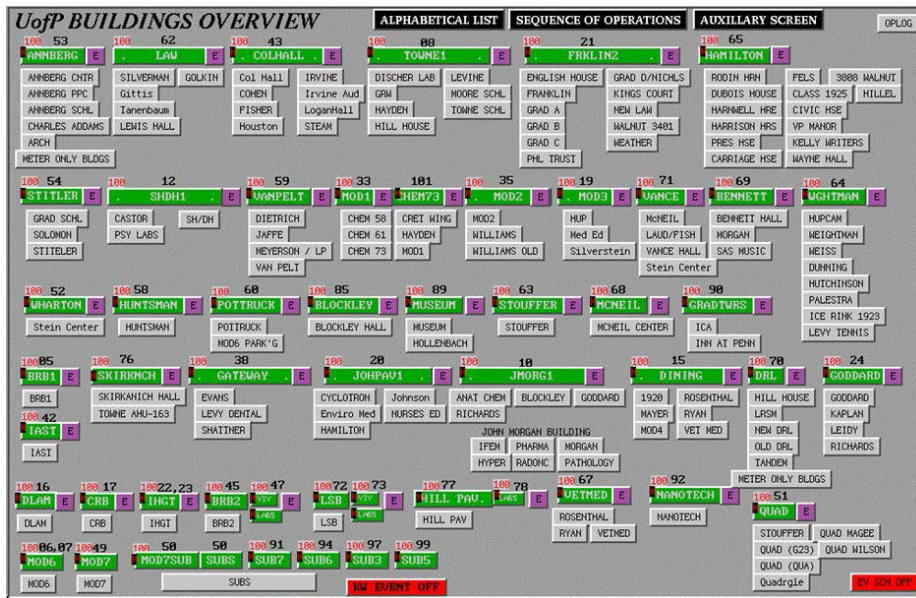 UofP BUILDINGS OVERVIEW ALPHABETICAL LIST SEQUENCE OF OPERATIONS AUXILLARY SCREEN OPLOG
100 53 100 62 100 43 100 08 100 21 100 65
ANNBERG E . LAW . E . COLHALL . E . TOWNE1 . E . FRKLIN2 . E HAMILTON E
ANNBERG CNTR SILVERMAN GOLKIN Col Hall IRVINE DISCHER LAB LEVINE ENGLISH HOUSE GRAD D/NICHLS RODIN HRN FELS 3808 WALNUT
ANNBERG PPC Gittis COHEN Irvine Aud GRW MOORE SCHL FRANKLIN KINGS COURT DUBOIS HOUSE CLASS 1925 HILLEL
ANNBERG SCHL Tanenbaum FISHER LoganHall HAYDEN TOWNE SCHL GRAD A NEW LAW HARNWELL HRE CIVIC HSE
CHARLES ADDAMS LEWIS HALL Houston STEAM HILL HOUSE GRAD B WALNUT 3401 HARRISON HRS VP MANOR
ARCH GRAD C WEATHER PRES HSE KELLY WRITERS
METER ONLY BLDGS PHL TRUST CARRIAGE HSE WAYNE HALL
100 54 100 12 100 59 100 33 101 100 35 100 19 100 71 100 69 100 64
STITLER E . SHDH1 . E VANPELT E MOD1 E CHEM73 E . MOD2 . E . MOD3 E VANCE E BENNETT E WGHTMAN E
GRAD SCHL CASTOR SH/DH DIETRICH CHEM 58 CRET WING MOD2 HUP McNEIL BENNETT HALL HUPCAM
SOLOMON PSY LABS JAFFE CHEM 61 HAYDEN WILLIAMS Med Ed LAUD/FISH MORGAN WEIGHTMAN
STITELER MEYERSON / LP CHEM 73 MOD1 WILLIAMS OLD Silverstein VANCE HALL SAS MUSIC WEISS
VAN PELT Stein Center DUNNING
HUTCHINSON
100 52 100 58 100 60 100 85 100 89 100 63 100 68 100 90
WHARTON E HUNTSMAN E POTTRUCK E BLOCKLEY E MUSEUM E STOUFFER E MCNEIL E GRADTWRS E PALESTRA
Stein Center HUNTSMAN POTTRUCK BLOCKLEY HALL MUSEUM STOUFFER MCNEIL CENTER ICA ICE RINK 1923
MOD6 PARK'G HOLLENBACH INN AT PENN LEVY TENNIS
100 05 100 76 100 38 100 20 100 10 100 15 100 70 100 24
BRB1 E SKIRKNCH E . GATEWAY . E . JOHPAV1 . E . JMORG1 . E . DINING . E DRL E GODDARD E
BRB1 SKIRKANICH HALL EVANS CYCLOTRON Johnson ANAT CHEM BLOCKLEY GODDARD 1920 ROSENTHAL HILL HOUSE GODDARD
TOWNE AHU-163 LEVY DENTAL Enviro Med NURSES ED RICHARDS MAYER RYAN LRSM KAPLAN
100 42 SHATTNER HAMILTON JOHN MORGAN BUILDING MOD4 VET MED NEW DRL LEIDY
IAST E IFEM PHARMA MORGAN OLD DRL RICHARDS
IAST HYPER RADONC PATHOLOGY TANDEM
METER ONLY BLDGS
100 16 100 17 100 22,23 100 45 100 47 100 72 100 73 100 77 100 78 100 67 100 92 100 51
DLAM E CRB E IHGT E BRB2 E VIV LABS LSB E VIV LABS HILL PAV. E LABS E VETMED E NANOTECH E QUAD E
DLAM CRB IHGT BRB2 LSB HILL PAV ROSENTHAL NANOTECH STOUFFER QUAD MAGEE
RYAN VETMED QUAD (G23) QUAD WILSON
100 06,07 100 49 100 50 50 100 91 100 94 100 97 100 99 QUAD (QUA)
MOD6 MOD7 MOD7SUB SUBS SUB7 SUB6 SUB3 SUB5 Quadrgle
MOD6 MOD7 SUBS KW EVENT OFF EV SCH OFF